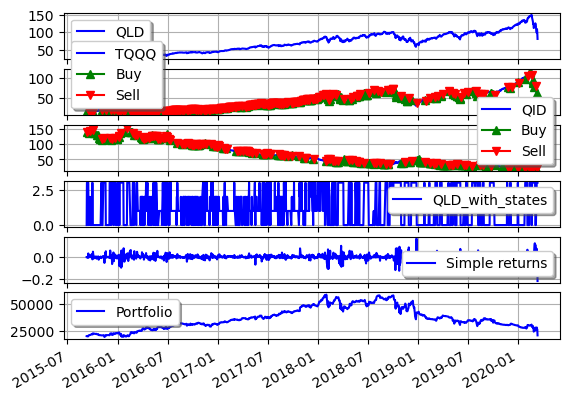 150
100
50
QLD
TQQQ
Buy
Sell
100
50
150
100
50
QID
Buy
Sell
2.5
0.0
QLD_with_states
0.0
−0.2
Simple returns
50000
25000
Portfolio
2015-07
2016-01
2016-07
2017-01
2017-07
2018-01
2018-07
2019-01
2019-07
2020-01